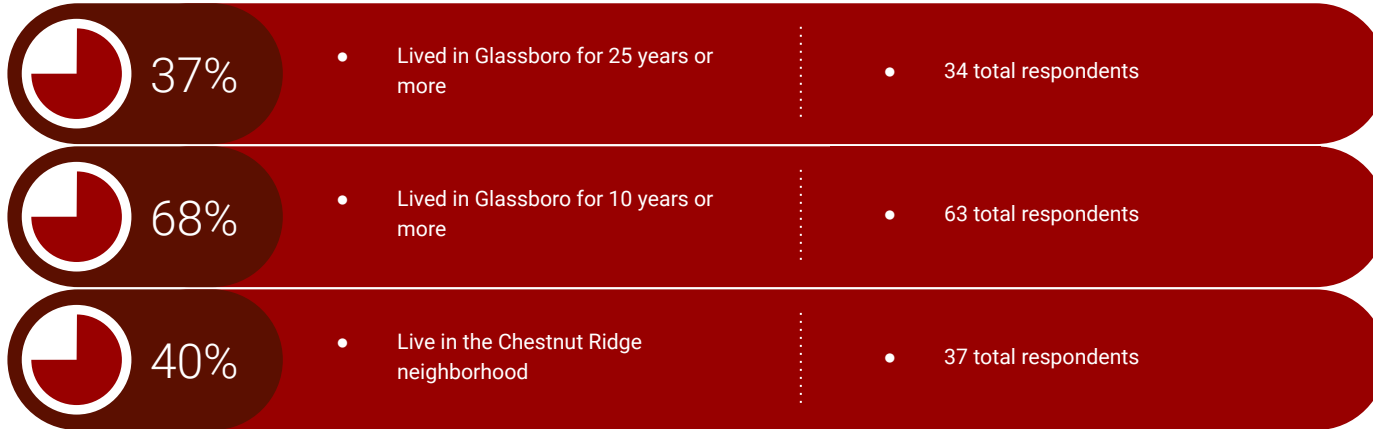 37%
● Lived in Glassboro for 25 years or
more
● 34 total respondents
68%
● Lived in Glassboro for 10 years or
more
● 63 total respondents
40%
● Live in the Chestnut Ridge
neighborhood
● 37 total respondents